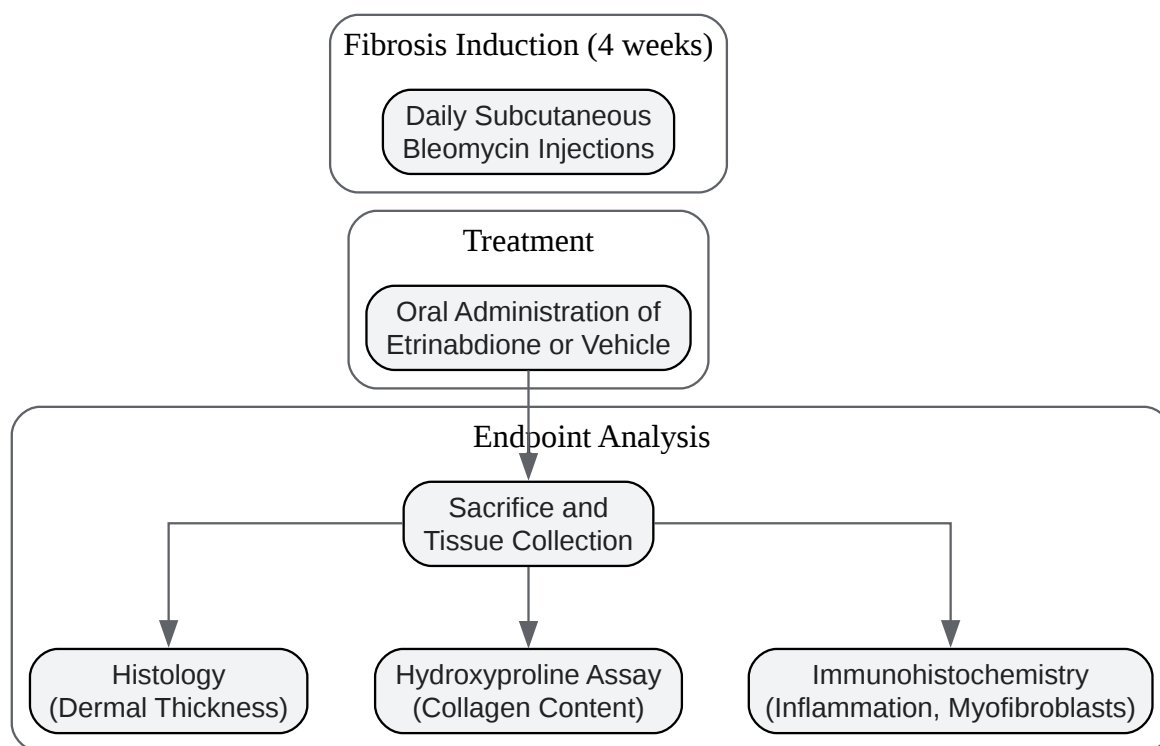 Fibrosis Induction (4 weeks)
Daily Subcutaneous
Bleomycin Injections
Treatment
Oral Administration of
Etrinabdione or Vehicle
Endpoint Analysis
Sacrifice and
Tissue Collection
Histology
(Dermal Thickness)
Hydroxyproline Assay
(Collagen Content)
Immunohistochemistry
(Inflammation, Myofibroblasts)